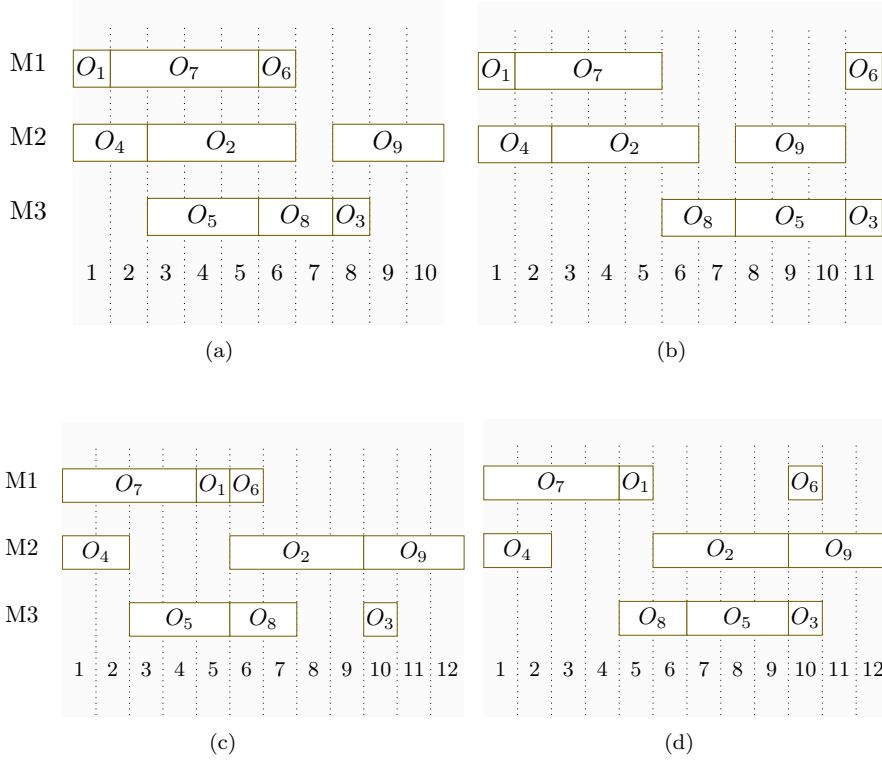 M1 O₁ O₇ O₆ O₁ O₇ O₆
M2 O₄ O₂ O₉ O₄ O₂ O₉
M3 O₅ O₈ O₃ O₈ O₅ O₃
1 2 3 4 5 6 7 8 9 10 1 2 3 4 5 6 7 8 9 10 11
(a) (b)
M1 O₇ O₁ O₆ O₇ O₁ O₆
M2 O₄ O₂ O₉ O₄ O₂ O₉
M3 O₅ O₈ O₃ O₈ O₅ O₃
1 2 3 4 5 6 7 8 9 10 11 12 1 2 3 4 5 6 7 8 9 10 11 12
(c) (d)